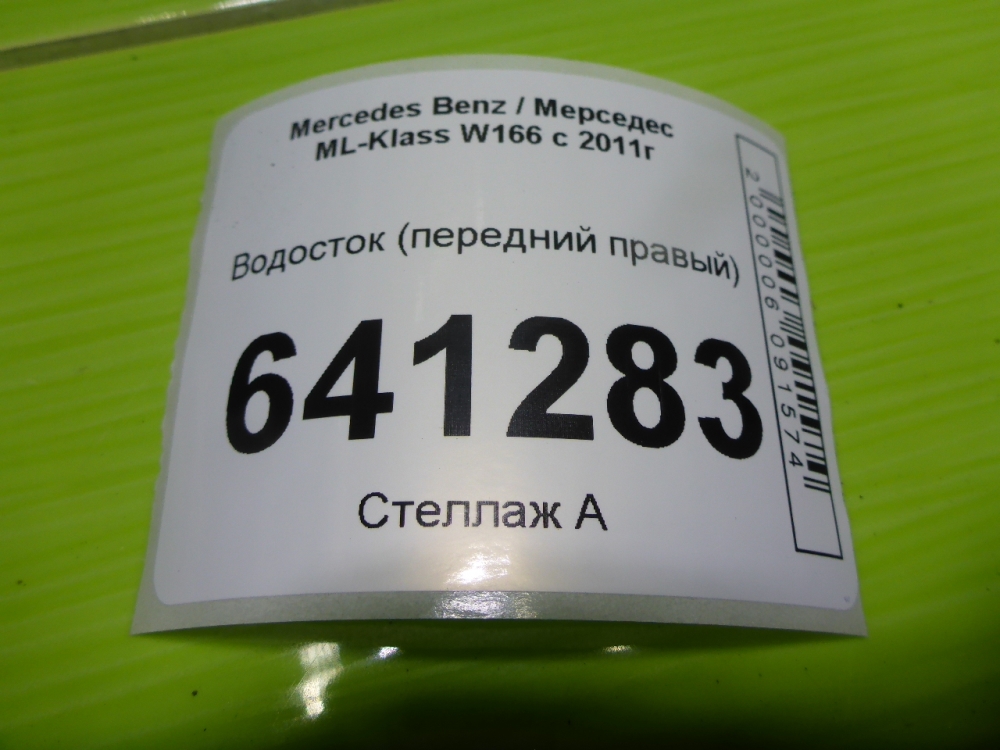 Mercedes Benz / Мерседес
ML-Klass W166 с 2011г
Водосток (передний правый)
641283
Стеллаж А
2000006091574